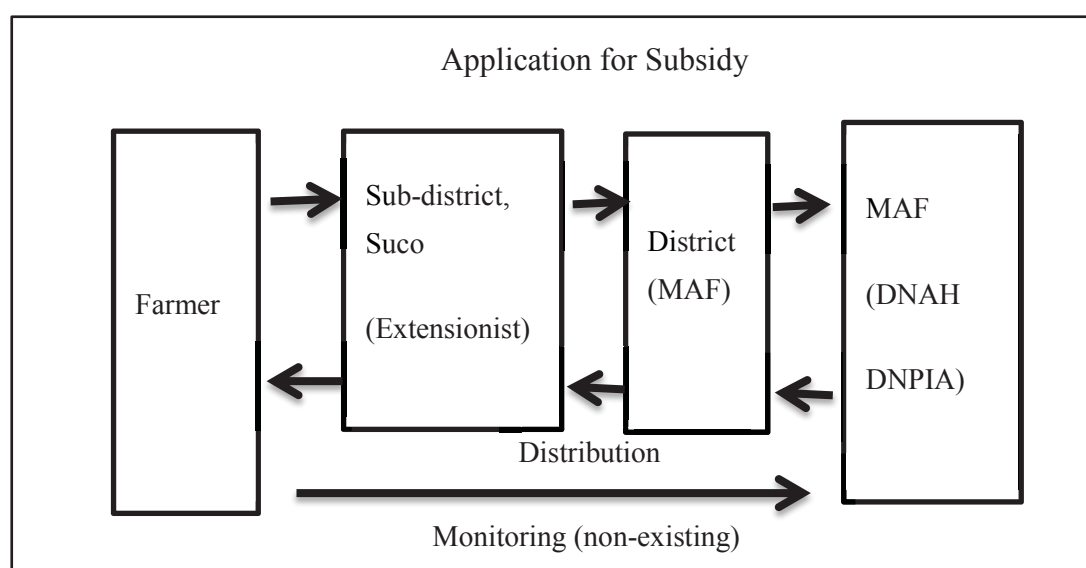 Application for Subsidy
Farmer
Sub-district,
Suco
(Extensionist)
District
(MAF)
MAF
(DNAH
DNPIA)
Distribution
Monitoring (non-existing)